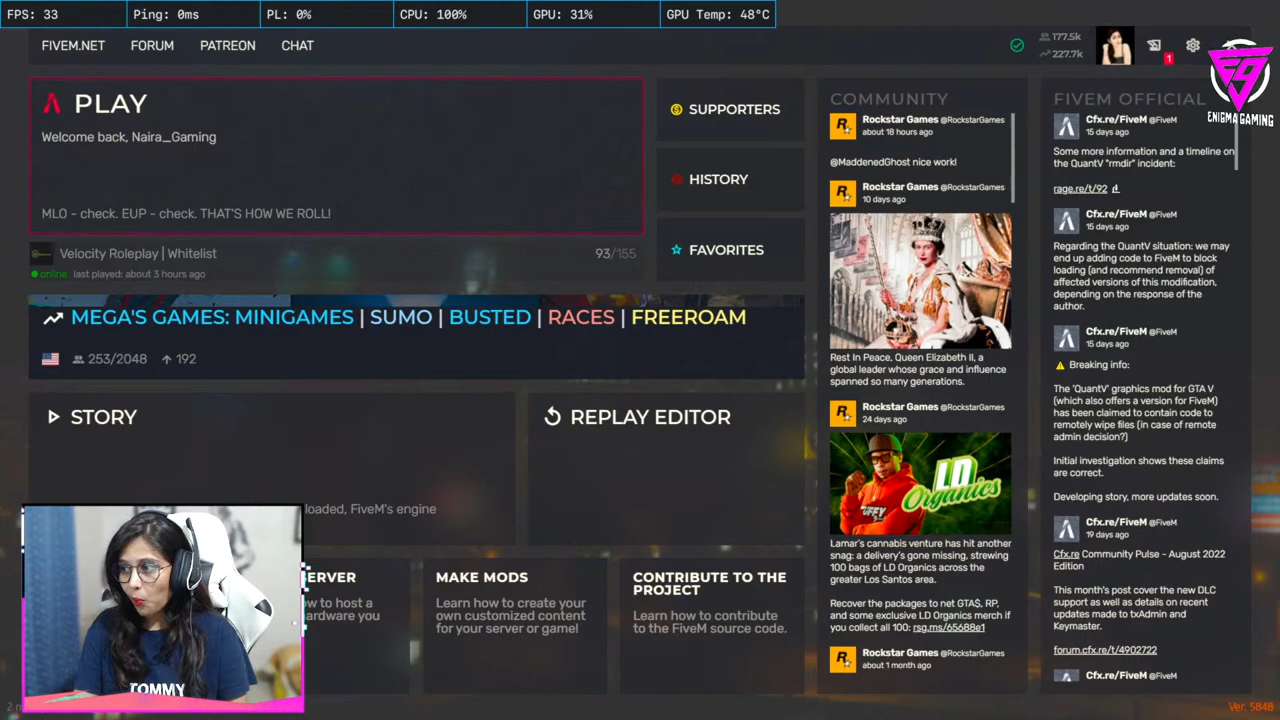 FPS: 33
Ping: 0ms
PL: 0%
CPU: 100%
GPU: 31%
GPU Temp: 48°C
FIVEM.NET
FORUM
PATREON
CHAT
177.5k
227.7k
1
EG
ENIGMA GAMING
PLAY
Welcome back, Naira_Gaming
MLO - check. EUP - check. THAT'S HOW WE ROLL!
SUPPORTERS
HISTORY
FAVORITES
Velocity Roleplay | Whitelist
93/155
online last played: about 3 hours ago
MEGA'S GAMES: MINIGAMES | SUMO | BUSTED | RACES | FREEROAM
253/2048
192
STORY
loaded, FiveM's engine
REPLAY EDITOR
ERVER
ow to host a
ardware you
MAKE MODS
Learn how to create your
own customized content
for your server or game!
CONTRIBUTE TO THE
PROJECT
Learn how to contribute
to the FiveM source code.
TOMMY
COMMUNITY
Rockstar Games @RockstarGames
about 18 hours ago
@MaddenedGhost nice work!
Rockstar Games @RockstarGames
10 days ago
Rest In Peace, Queen Elizabeth II, a
global leader whose grace and influence
spanned so many generations.
Rockstar Games @RockstarGames
24 days ago
LD
Organics
TUFFY
Lamar's cannabis venture has hit another
snag: a delivery's gone missing, strewing
100 bags of LD Organics across the
greater Los Santos area.
Recover the packages to net GTA$, RP,
and some exclusive LD Organics merch if
you collect all 100: rsg.ms/65688e1
Rockstar Games @RockstarGames
about 1 month ago
FIVEM OFFICIAL
Cfx.re/FiveM @FiveM
15 days ago
Some more information and a timeline on
the QuantV "rmdir" incident:
rage.re/t/92
Cfx.re/FiveM @FiveM
15 days ago
Regarding the QuantV situation: we may
end up adding code to FiveM to block
loading (and recommend removal) of
affected versions of this modification,
depending on the response of the
author.
Cfx.re/FiveM @FiveM
15 days ago
Breaking info:
The 'QuantV' graphics mod for GTA V
(which also offers a version for FiveM)
has been claimed to contain code to
remotely wipe files (in case of remote
admin decision?)
Initial investigation shows these claims
are correct.
Developing story, more updates soon.
Cfx.re/FiveM @FiveM
19 days ago
Cfx.re Community Pulse - August 2022
Edition
This month's post cover the new DLC
support as well as details on recent
updates made to txAdmin and
Keymaster.
forum.cfx.re/t/4902722
Cfx.re/FiveM @FiveM
Ver. 5848